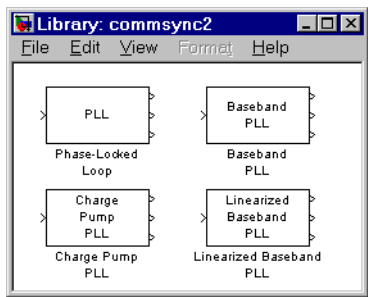 Library: commsync2
File Edit View Format Help
PLL
Phase-Locked
Loop
Baseband
PLL
Baseband
PLL
Charge
Pump
PLL
Charge Pump
PLL
Linearized
Baseband
PLL
Linearized Baseband
PLL